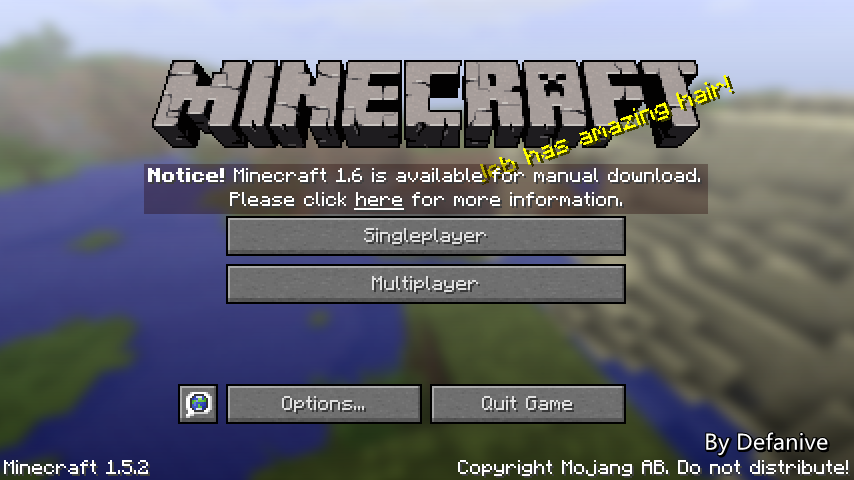 MINECRAFT
Jeb has amazing hair!
Notice! Minecraft 1.6 is available for manual download.
Please click here for more information.
Singleplayer
Multiplayer
Options...
Quit Game
By Defanive
Minecraft 1.5.2
Copyright Mojang AB. Do not distribute!